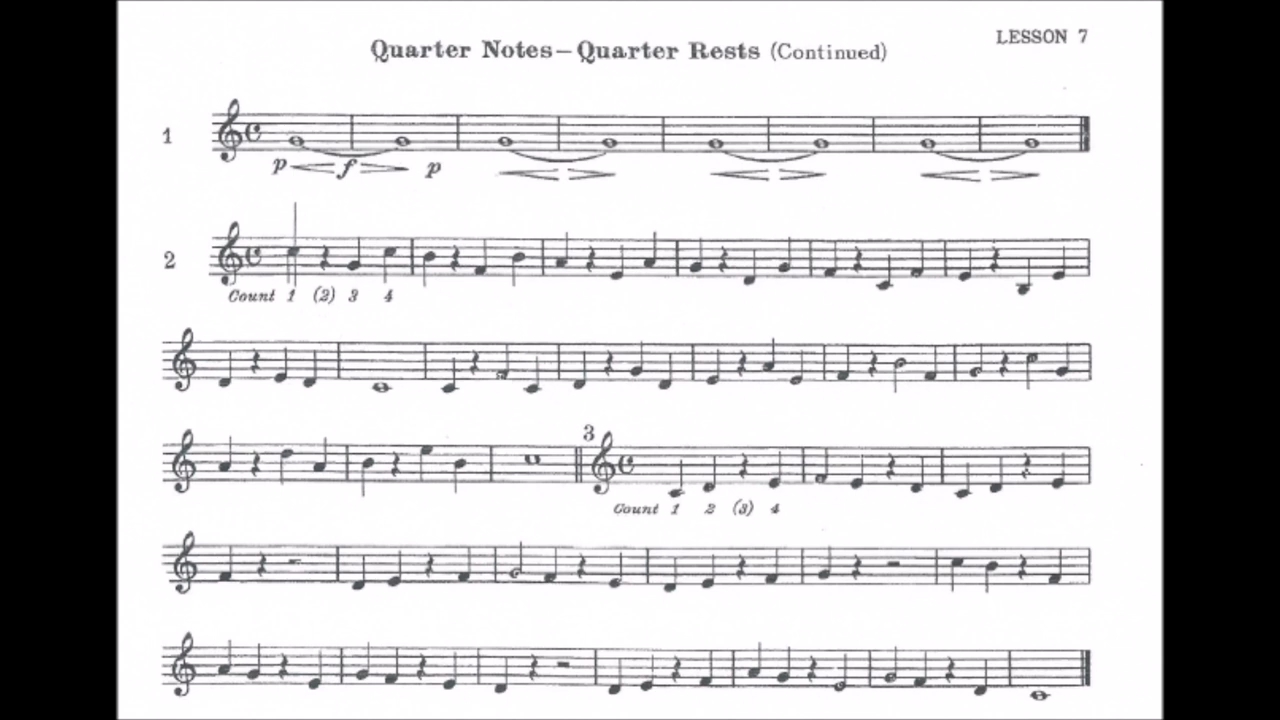 LESSON 7
Quarter Notes–Quarter Rests (Continued)
1
p f p
2
Count 1 (2) 3 4
3
Count 1 2 (3) 4